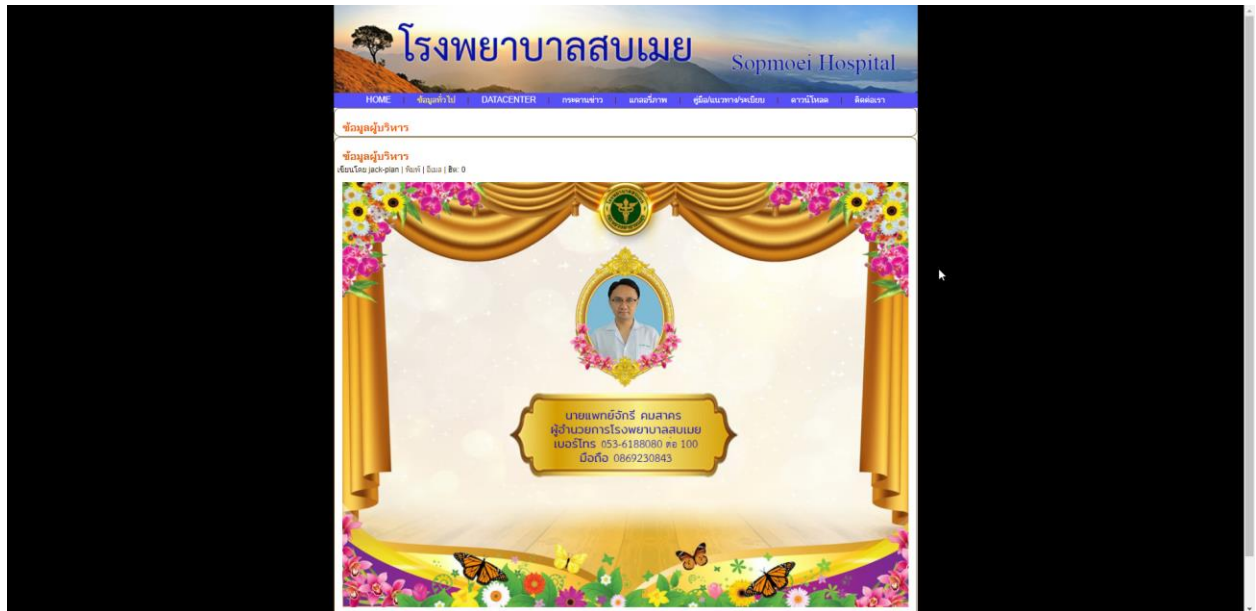 โรงพยาบาลสบเมย
Sopmoei Hospital
HOME | ข้อมูลทั่วไป | DATACENTER | กระดานข่าว | แกลอรี่ภาพ | คู่มือ/แนวทาง/ระเบียบ | ดาวน์โหลด | ติดต่อเรา
ข้อมูลผู้บริหาร
ข้อมูลผู้บริหาร
เขียนโดย jack-plan | พิมพ์ | อีเมล | ฮิต: 0
นายแพทย์จักรี คมสาคร
ผู้อำนวยการโรงพยาบาลสบเมย
เบอร์โทร 053-6188080 ต่อ 100
มือถือ 0869230843